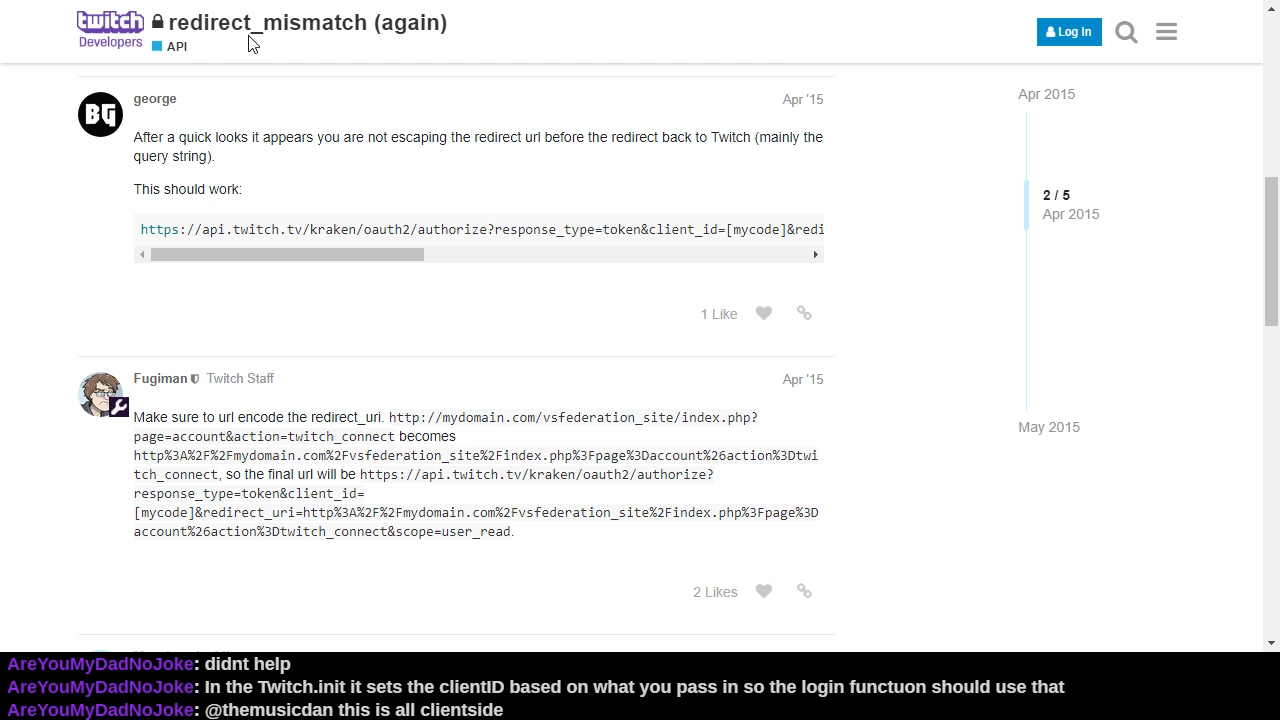 twitch
Developers
redirect_mismatch (again)
API
Log In
george
Apr '15
After a quick looks it appears you are not escaping the redirect url before the redirect back to Twitch (mainly the
query string).
This should work:
https://api.twitch.tv/kraken/oauth2/authorize?response_type=token&client_id=[mycode]&redi
1 Like
Apr 2015
2 / 5
Apr 2015
May 2015
BG
Fugiman Twitch Staff
Apr '15
Make sure to url encode the redirect_uri. http://mydomain.com/vsfederation_site/index.php?
page=account&action=twitch_connect becomes
http%3A%2F%2Fmydomain.com%2Fvsfederation_site%2Findex.php%3Fpage%3Daccount%26action%3Dtwi
tch_connect, so the final url will be https://api.twitch.tv/kraken/oauth2/authorize?
response_type=token&client_id=
[mycode]&redirect_uri=http%3A%2F%2Fmydomain.com%2Fvsfederation_site%2Findex.php%3Fpage%3D
account%26action%3Dtwitch_connect&scope=user_read.
2 Likes
AreYouMyDadNoJoke: didnt help
AreYouMyDadNoJoke: In the Twitch.init it sets the clientID based on what you pass in so the login functuon should use that
AreYouMyDadNoJoke: @themusicdan this is all clientside